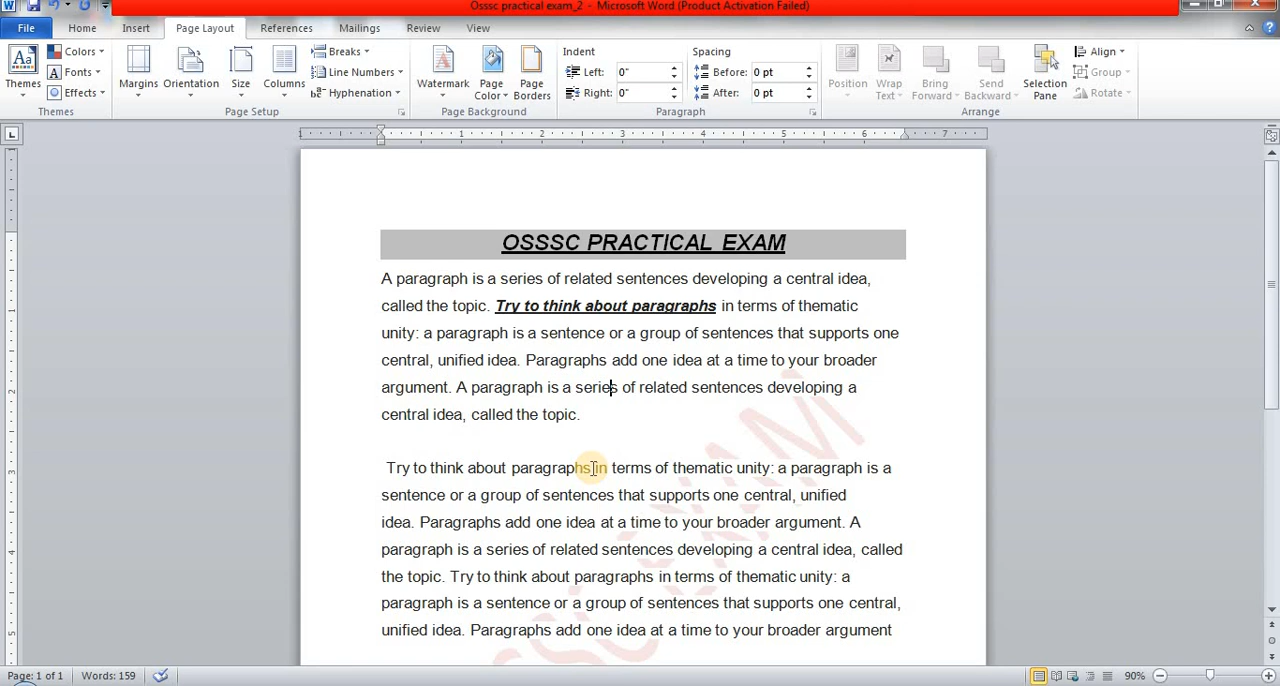 Osssc practical exam_2 - Microsoft Word (Product Activation Failed)
File Home Insert Page Layout References Mailings Review View
Themes Colors Fonts Effects
Margins Orientation Size Columns Breaks Line Numbers Hyphenation
Watermark Page Color Page Borders
Indent Left: 0" Right: 0"
Spacing Before: 0 pt After: 0 pt
Position Wrap Text Bring Forward Send Backward Selection Pane Align Group Rotate
Themes Page Setup Page Background Paragraph Arrange
1 1 2 3 4 5 6 7
OSSSC PRACTICAL EXAM
A paragraph is a series of related sentences developing a central idea,
called the topic. Try to think about paragraphs in terms of thematic
unity: a paragraph is a sentence or a group of sentences that supports one
central, unified idea. Paragraphs add one idea at a time to your broader
argument. A paragraph is a series of related sentences developing a
central idea, called the topic.
Try to think about paragraphs in terms of thematic unity: a paragraph is a
sentence or a group of sentences that supports one central, unified
idea. Paragraphs add one idea at a time to your broader argument. A
paragraph is a series of related sentences developing a central idea, called
the topic. Try to think about paragraphs in terms of thematic unity: a
paragraph is a sentence or a group of sentences that supports one central,
unified idea. Paragraphs add one idea at a time to your broader argument
Page: 1 of 1 Words: 159 90%